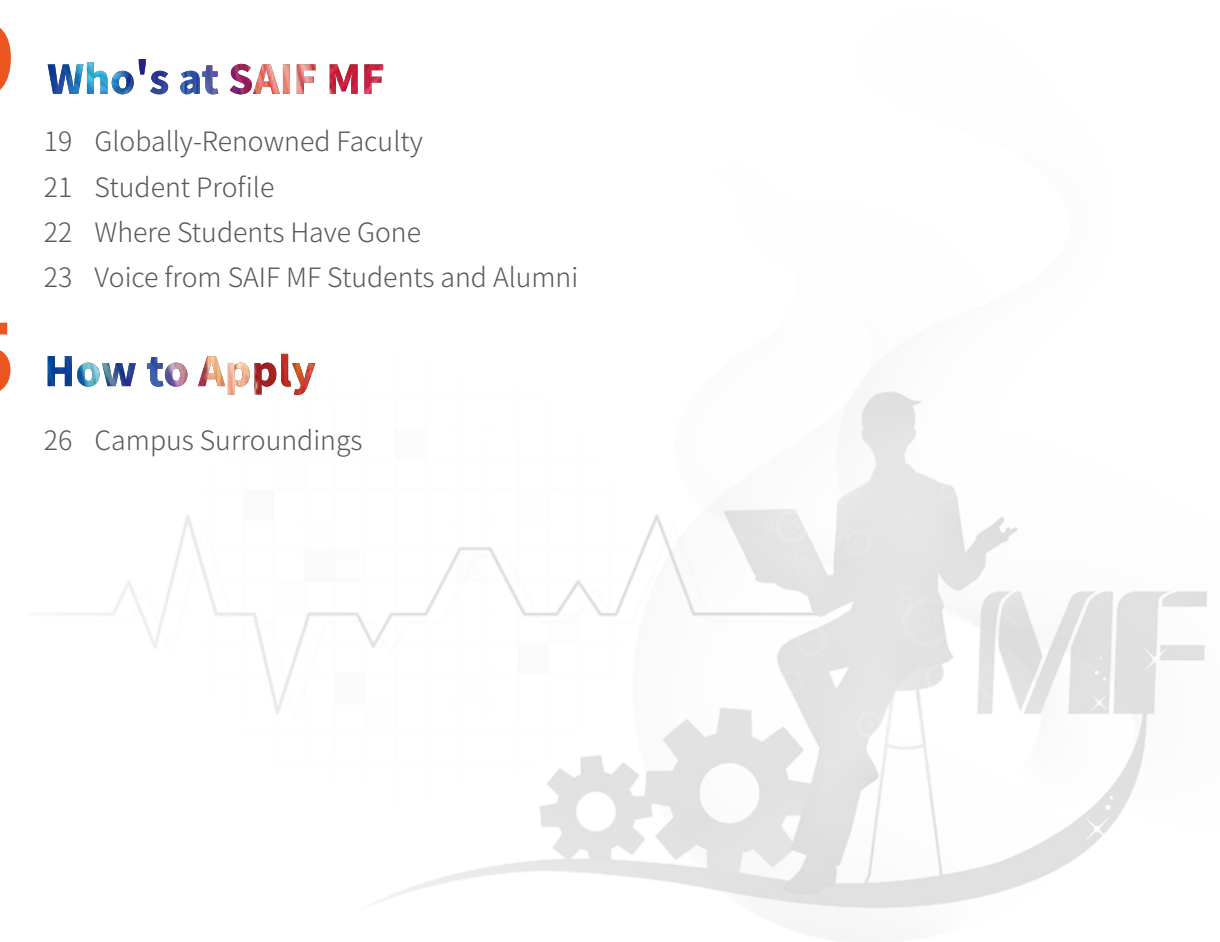 Who's at SAIF MF
19 Globally-Renowned Faculty
21 Student Profile
22 Where Students Have Gone
23 Voice from SAIF MF Students and Alumni
How to Apply
26 Campus Surroundings
MF